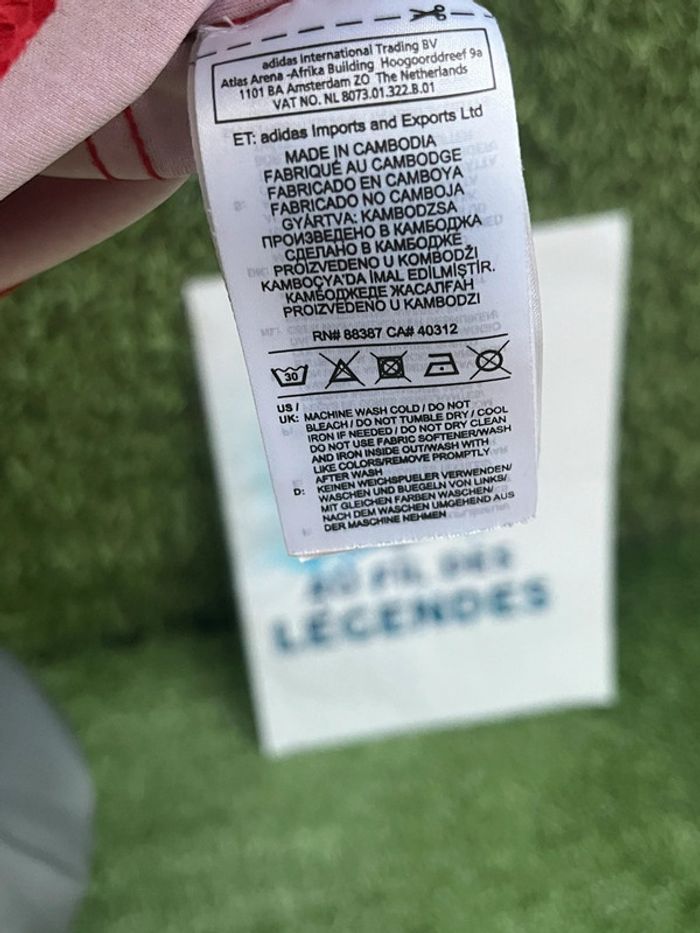 adidas International Trading BV
Atlas Arena -Afrika Building Hoogoorddreef 9a
1101 BA Amsterdam ZO The Netherlands
VAT NO. NL 8073.01.322.B.01
ET: adidas Imports and Exports Ltd
MADE IN CAMBODIA
FABRIQUÉ AU CAMBODGE
FABRICADO EN CAMBOYA
FABRICADO NO CAMBOJA
GYÁRTVA: KAMBODZSA
ПРОИЗВЕДЕНО В КАМБОДЖА
СДЕЛАНО В КАМБОДЖЕ
PROIZVEDENO U KOMBODŽI
KAMBOÇYA'DA İMAL EDİLMİŞTİR.
КАМБОДЖЕДЕ ЖАСАЛҒАН
PROIZVEDENO U KAMBODZI
RN# 88387 CA# 40312
30
US /
UK: MACHINE WASH COLD / DO NOT
BLEACH / DO NOT TUMBLE DRY / COOL
IRON IF NEEDED / DO NOT DRY CLEAN
DO NOT USE FABRIC SOFTENER/WASH
AND IRON INSIDE OUT/WASH WITH
LIKE COLORS/REMOVE PROMPTLY
AFTER WASH
D: KEINEN WEICHSPUELER VERWENDEN/
WASCHEN UND BUEGELN VON LINKS/
MIT GLEICHEN FARBEN WASCHEN/
NACH DEM WASCHEN UMGEHEND AUS
DER MASCHINE NEHMEN
AU FIL DES
LÉGENDES